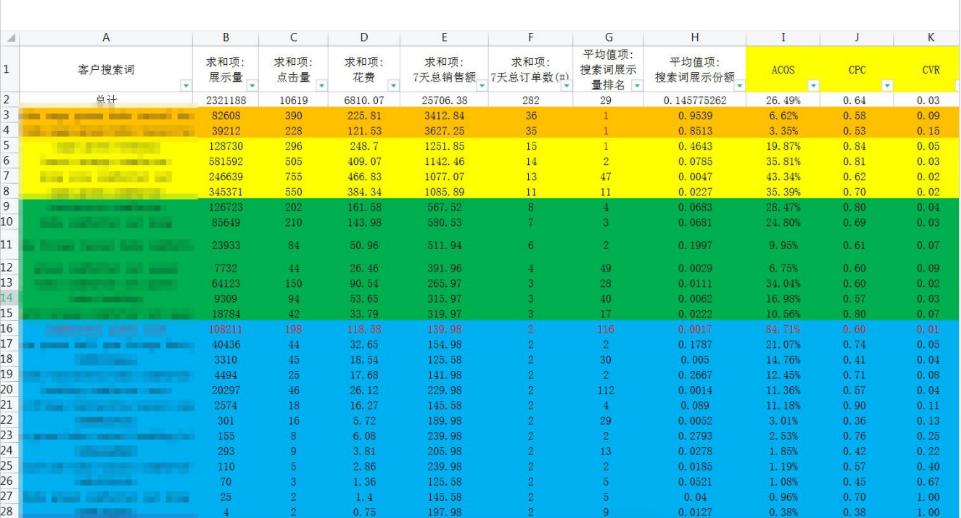 A B C D E F G H I J K
1 客户搜索词 求和项:展示量 求和项:点击量 求和项:花费 求和项:7天总销售额 求和项:7天总订单数(#) 平均值项:搜索词展示量排名 平均值项:搜索词展示份额 ACOS CPC CVR
2 总计 2321188 10619 6810.07 25706.38 282 29 0.145775262 26.49% 0.64 0.03
3 82608 390 225.81 3412.84 36 1 0.9539 6.62% 0.58 0.09
4 39212 228 121.53 3627.25 35 1 0.8513 3.35% 0.53 0.15
5 128730 296 248.7 1251.85 15 1 0.4643 19.87% 0.84 0.05
6 581592 505 409.07 1142.46 14 2 0.0785 35.81% 0.81 0.03
7 246639 755 466.83 1077.07 13 47 0.0047 43.34% 0.62 0.02
8 345371 550 384.34 1085.89 11 11 0.0227 35.39% 0.70 0.02
9 126723 202 161.58 567.52 8 4 0.0683 28.47% 0.80 0.04
10 85649 210 143.98 580.53 7 3 0.0681 24.80% 0.69 0.03
11 23933 84 50.96 511.94 6 2 0.1997 9.95% 0.61 0.07
12 7732 44 26.46 391.96 4 49 0.0029 6.75% 0.60 0.09
13 64123 150 90.54 265.97 3 28 0.0111 34.04% 0.60 0.02
14 9309 94 53.65 315.97 3 40 0.0062 16.98% 0.57 0.03
15 18784 42 33.79 319.97 3 17 0.0222 10.56% 0.80 0.07
16 108211 198 118.58 139.98 2 116 0.0017 84.71% 0.60 0.01
17 40436 44 32.65 154.98 2 2 0.1787 21.07% 0.74 0.05
18 3310 45 18.54 125.58 2 30 0.005 14.76% 0.41 0.04
19 4494 25 17.68 141.98 2 2 0.2667 12.45% 0.71 0.08
20 20297 46 26.12 229.98 2 112 0.0014 11.36% 0.57 0.04
21 2574 18 16.27 145.58 2 4 0.089 11.18% 0.90 0.11
22 301 16 5.72 189.98 2 29 0.0052 3.01% 0.36 0.13
23 155 8 6.08 239.98 2 2 0.2793 2.53% 0.76 0.25
24 293 9 3.81 205.98 2 13 0.0278 1.85% 0.42 0.22
25 110 5 2.86 239.98 2 2 0.0185 1.19% 0.57 0.40
26 70 3 1.36 125.58 2 5 0.0521 1.08% 0.45 0.67
27 25 2 1.4 145.58 2 5 0.04 0.96% 0.70 1.00
28 4 2 0.75 197.98 2 9 0.0127 0.38% 0.38 1.00